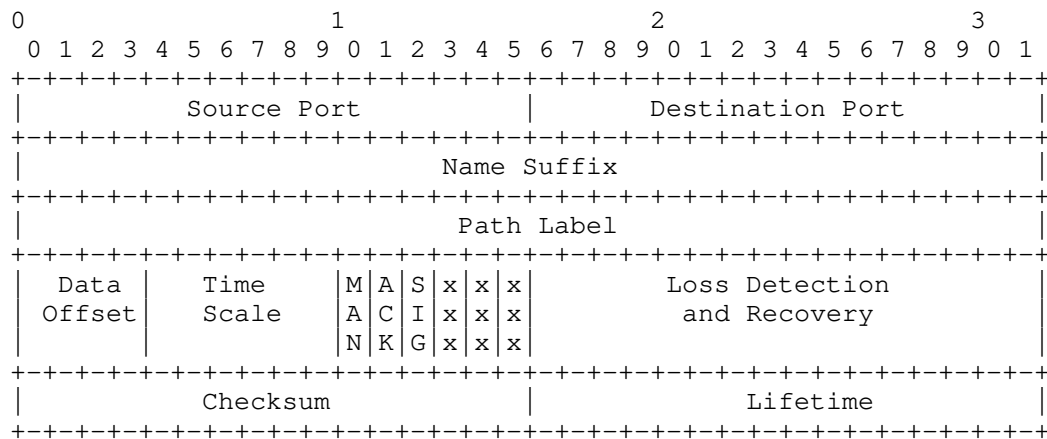 0                   1                   2                   3
 0 1 2 3 4 5 6 7 8 9 0 1 2 3 4 5 6 7 8 9 0 1 2 3 4 5 6 7 8 9 0 1
+-+-+-+-+-+-+-+-+-+-+-+-+-+-+-+-+-+-+-+-+-+-+-+-+-+-+-+-+-+-+-+-+
|          Source Port          |       Destination Port        |
+-+-+-+-+-+-+-+-+-+-+-+-+-+-+-+-+-+-+-+-+-+-+-+-+-+-+-+-+-+-+-+-+
|                          Name Suffix                          |
+-+-+-+-+-+-+-+-+-+-+-+-+-+-+-+-+-+-+-+-+-+-+-+-+-+-+-+-+-+-+-+-+
|                           Path Label                          |
+-+-+-+-+-+-+-+-+-+-+-+-+-+-+-+-+-+-+-+-+-+-+-+-+-+-+-+-+-+-+-+-+
|  Data |   Time    |M|A|S|x|x|x|        Loss Detection         |
| Offset|   Scale   |A|C|I|x|x|x|         and Recovery          |
|       |           |N|K|G|x|x|x|                               |
+-+-+-+-+-+-+-+-+-+-+-+-+-+-+-+-+-+-+-+-+-+-+-+-+-+-+-+-+-+-+-+-+
|           Checksum            |             Lifetime          |
+-+-+-+-+-+-+-+-+-+-+-+-+-+-+-+-+-+-+-+-+-+-+-+-+-+-+-+-+-+-+-+-+